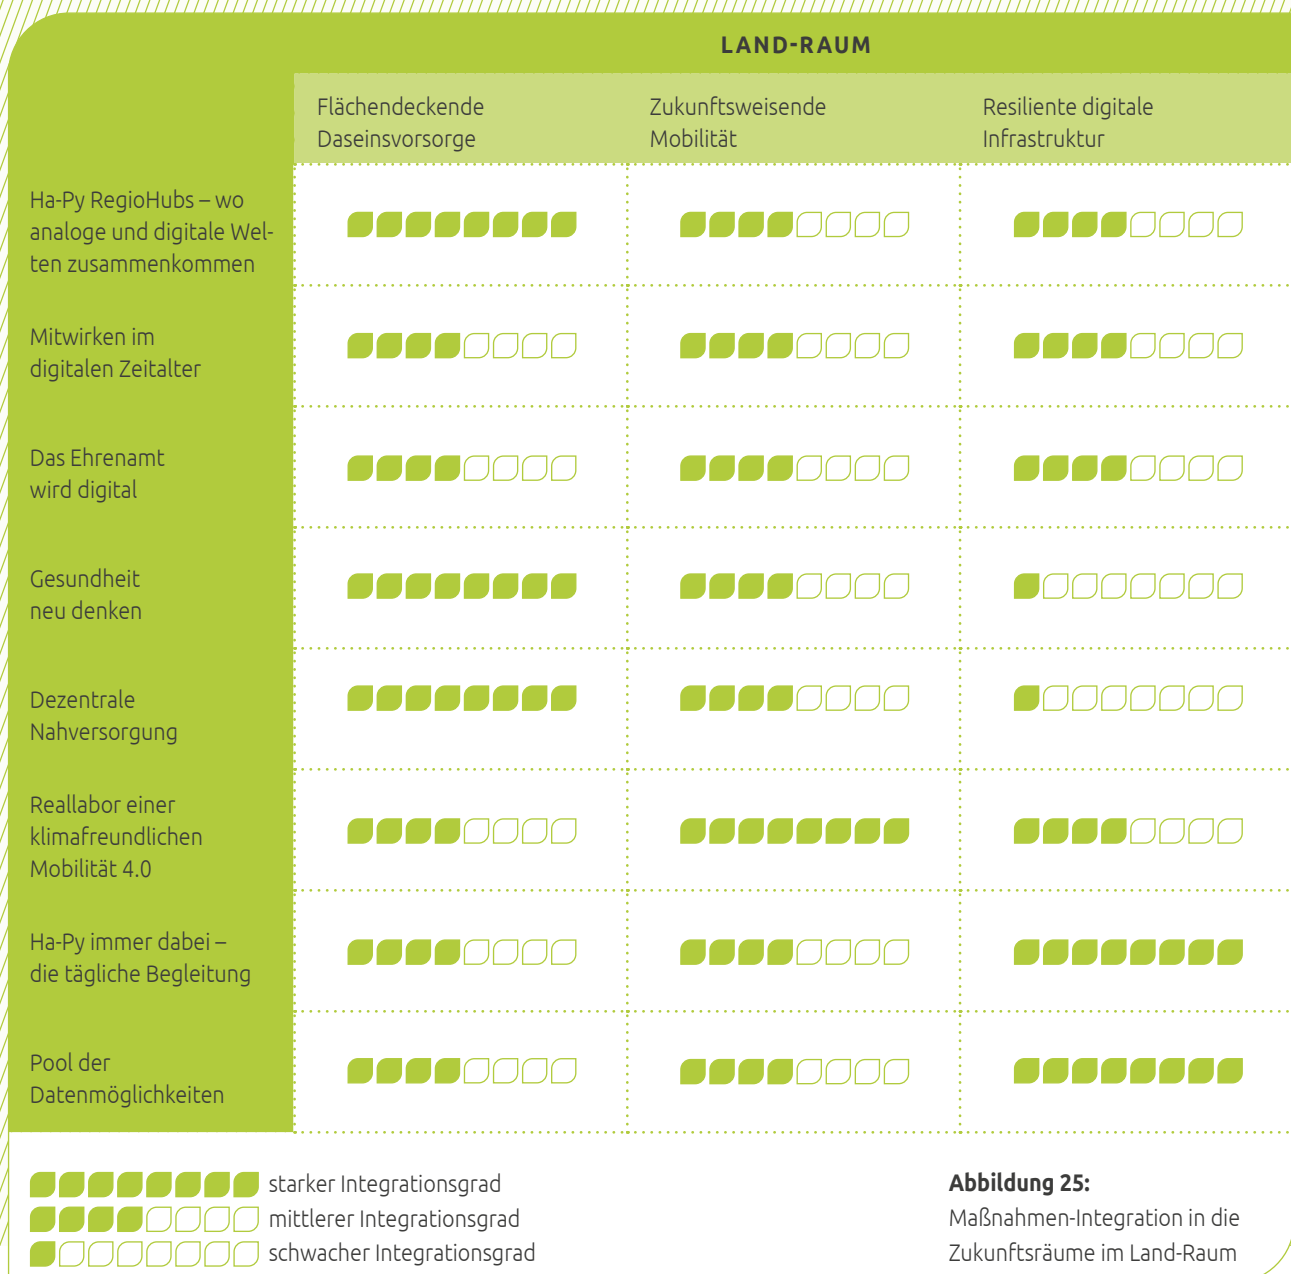 LAND-RAUM
Flächendeckende
Daseinsvorsorge
Zukunftsweisende
Mobilität
Resiliente digitale
Infrastruktur
Ha-Py RegioHubs – wo
analoge und digitale Wel-
ten zusammenkommen
Mitwirken im
digitalen Zeitalter
Das Ehrenamt
wird digital
Gesundheit
neu denken
Dezentrale
Nahversorgung
Reallabor einer
klimafreundlichen
Mobilität 4.0
Ha-Py immer dabei –
die tägliche Begleitung
Pool der
Datenmöglichkeiten
starker Integrationsgrad
mittlerer Integrationsgrad
schwacher Integrationsgrad
Abbildung 25:
Maßnahmen-Integration in die
Zukunftsräume im Land-Raum